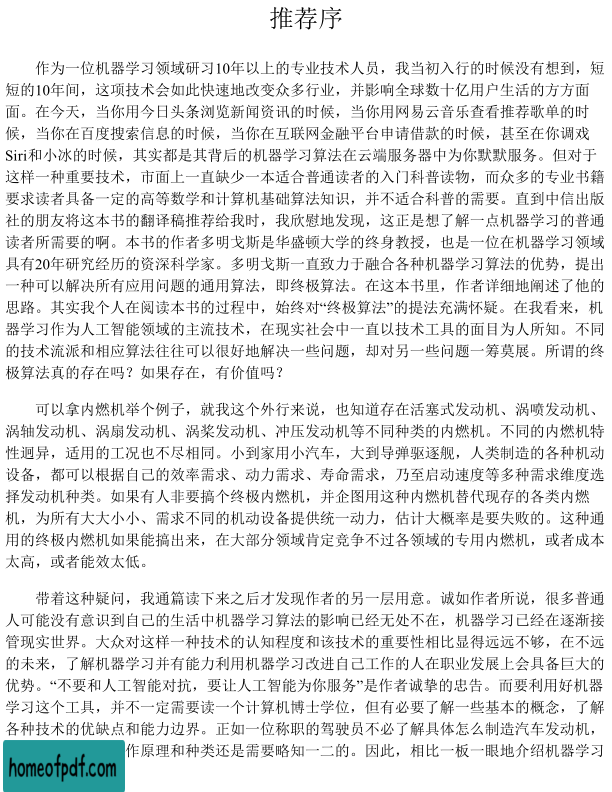 推荐序
作为一位机器学习领域研习10年以上的专业技术人员，我当初入行的时候没有想到，短
短的10年间，这项技术会如此快速地改变众多行业，并影响全球数十亿用户生活的方方面
面。在今天，当你用今日头条浏览新闻资讯的时候，当你用网易云音乐查看推荐歌单的时
候，当你在百度搜索信息的时候，当你在互联网金融平台申请借款的时候，甚至在你调戏
Siri和小冰的时候，其实都是其背后的机器学习算法在云端服务器中为你默默服务。但对于
这样一种重要技术，市面上一直缺少一本适合普通读者的入门科普读物，而众多的专业书籍
要求读者具备一定的高等数学和计算机基础算法知识，并不适合科普的需要。直到中信出版
社的朋友将这本书的翻译稿推荐给我时，我欣慰地发现，这正是想了解一点机器学习的普通
读者所需要的啊。本书的作者多明戈斯是华盛顿大学的终身教授，也是一位在机器学习领域
具有20年研究经历的资深科学家。多明戈斯一直致力于融合各种机器学习算法的优势，提出
一种可以解决所有应用问题的通用算法，即终极算法。在这本书里，作者详细地阐述了他的
思路。其实我个人在阅读本书的过程中，始终对“终极算法”的提法充满怀疑。在我看来，机
器学习作为人工智能领域的主流技术，在现实社会中一直以技术工具的面目为人所知。不同
的技术流派和相应算法往往可以很好地解决一些问题，却对另一些问题一筹莫展。所谓的终
极算法真的存在吗？如果存在，有价值吗？
可以拿内燃机举个例子，就我这个外行来说，也知道存在活塞式发动机、涡喷发动机、
涡轴发动机、涡扇发动机、涡桨发动机、冲压发动机等不同种类的内燃机。不同的内燃机特
性迥异，适用的工况也不尽相同。小到家用小汽车，大到导弹驱逐舰，人类制造的各种机动
设备，都可以根据自己的效率需求、动力需求、寿命需求，乃至启动速度等多种需求维度选
择发动机种类。如果有人非要搞个终极内燃机，并企图用这种内燃机替代现存的各类内燃
机，为所有大大小小、需求不同的机动设备提供统一动力，估计大概率是要失败的。这种通
用的终极内燃机如果能搞出来，在大部分领域肯定竞争不过各领域的专用内燃机，或者成本
太高，或者能效太低。
带着这种疑问，我通篇读下来之后才发现作者的另一层用意。诚如作者所说，很多普通
人可能没有意识到自己的生活中机器学习算法的影响已经无处不在，机器学习已经在逐渐接
管现实世界。大众对这样一种技术的认知程度和该技术的重要性相比显得远远不够，在不远
的未来，了解机器学习并有能力利用机器学习改进自己工作的人在职业发展上会具备巨大的
优势。“不要和人工智能对抗，要让人工智能为你服务”是作者诚挚的忠告。而要利用好机器
学习这个工具，并不一定需要读一个计算机博士学位，但有必要了解一些基本的概念，了解
各种技术的优缺点和能力边界。正如一位称职的驾驶员不必了解具体怎么制造汽车发动机，
作原理和种类还是需要略知一二的。因此，相比一板一眼地介绍机器学习
homeofpdf.com